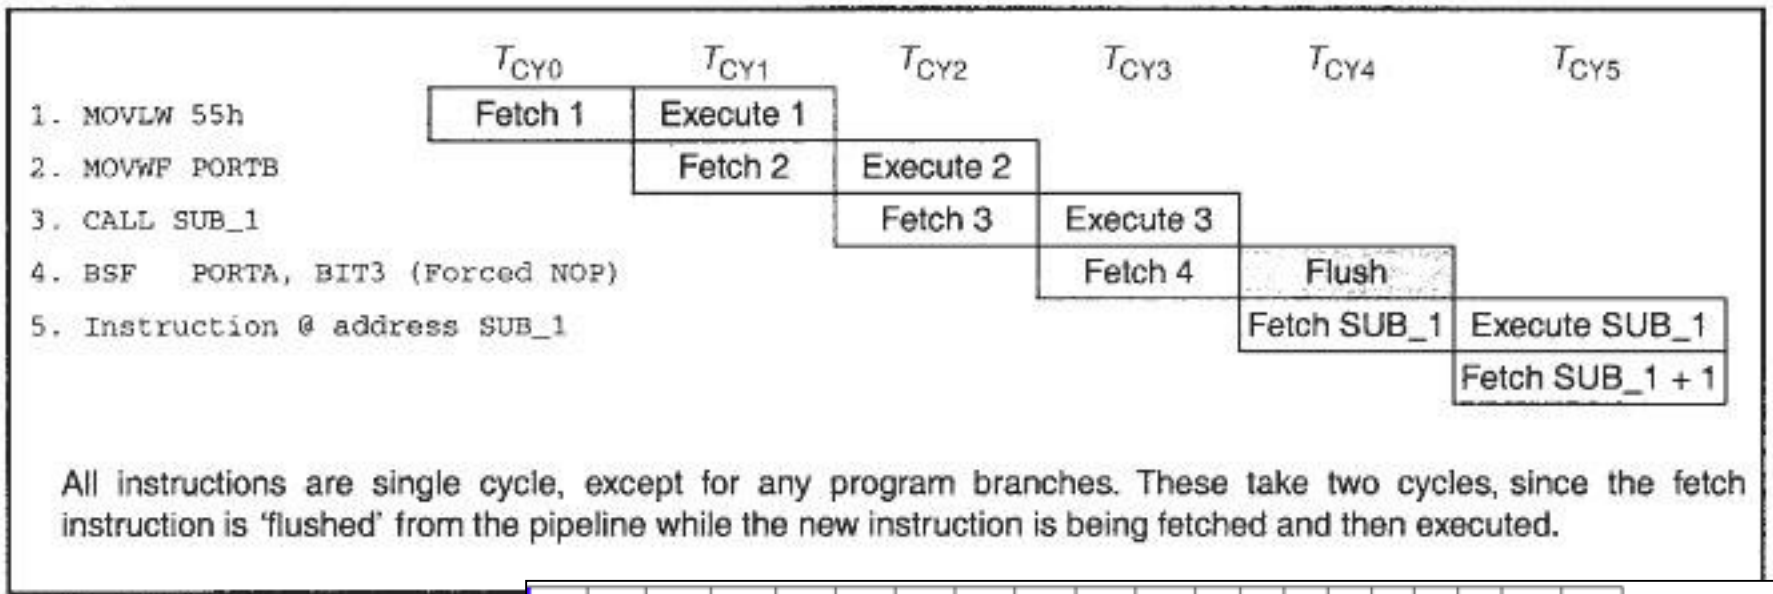 TCY0 TCY1 TCY2 TCY3 TCY4 TCY5
1. MOVLW 55h Fetch 1 Execute 1
2. MOVWF PORTB Fetch 2 Execute 2
3. CALL SUB_1 Fetch 3 Execute 3
4. BSF PORTA, BIT3 (Forced NOP) Fetch 4 Flush
5. Instruction @ address SUB_1 Fetch SUB_1 Execute SUB_1
Fetch SUB_1 + 1
All instructions are single cycle, except for any program branches. These take two cycles, since the fetch
instruction is 'flushed' from the pipeline while the new instruction is being fetched and then executed.